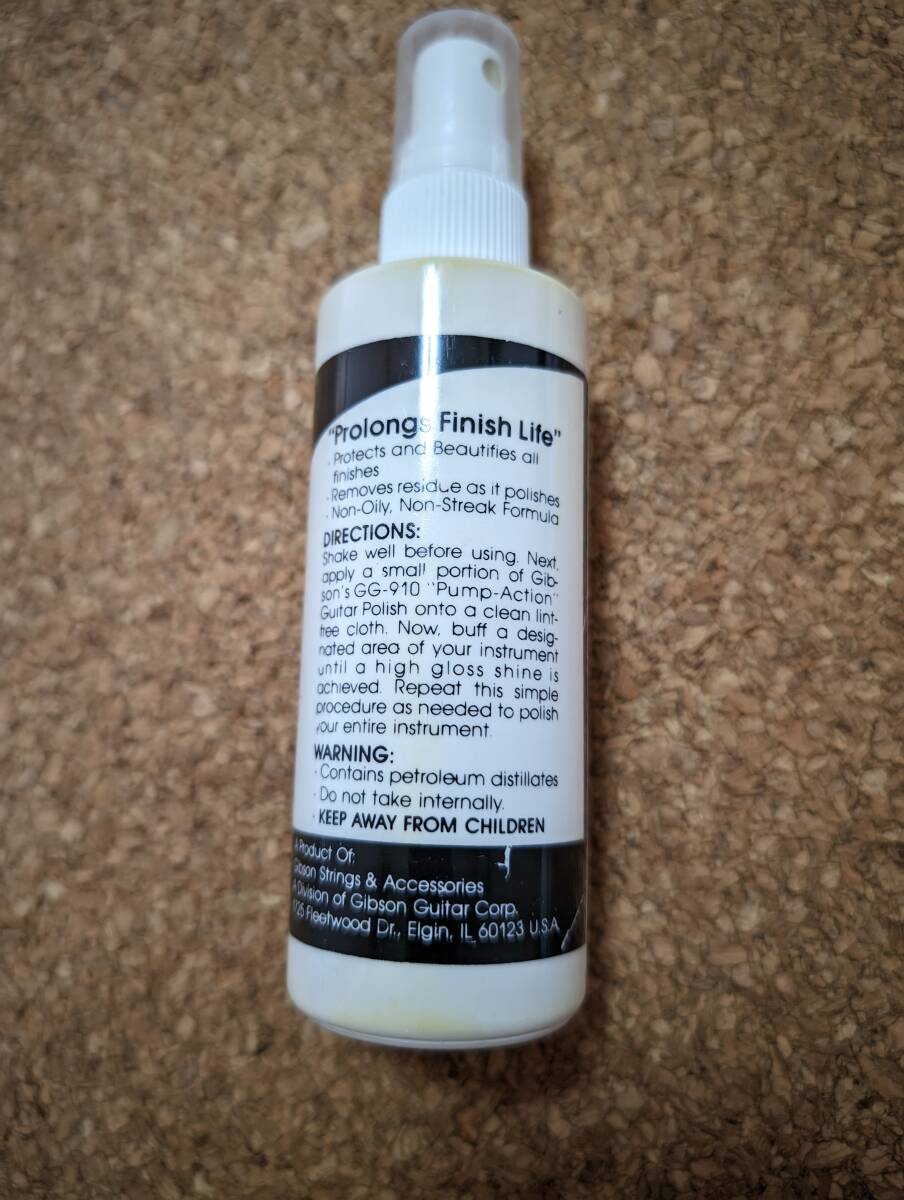 "Prolongs Finish Life"
· Protects and Beautifies all
finishes
· Removes residue as it polishes
· Non-Oily, Non-Streak Formula
DIRECTIONS:
Shake well before using. Next,
apply a small portion of Gib-
son's GG-910 "Pump-Action"
Guitar Polish onto a clean lint-
free cloth. Now, buff a desig-
nated area of your instrument
until a high gloss shine is
achieved. Repeat this simple
procedure as needed to polish
your entire instrument.
WARNING:
· Contains petroleum distillates
· Do not take internally.
· KEEP AWAY FROM CHILDREN
A Product Of:
Gibson Strings & Accessories
A Division of Gibson Guitar Corp.
Fleetwood Dr., Elgin, IL 60123 U.S.A.